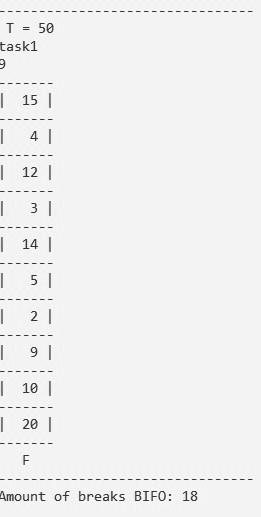 --------------------------------
T = 50
task1
9
-------
|  15 |
-------
|   4 |
-------
|  12 |
-------
|   3 |
-------
|  14 |
-------
|   5 |
-------
|   2 |
-------
|   9 |
-------
|  10 |
-------
|  20 |
-------
F
--------------------------------
Amount of breaks BIFO: 18